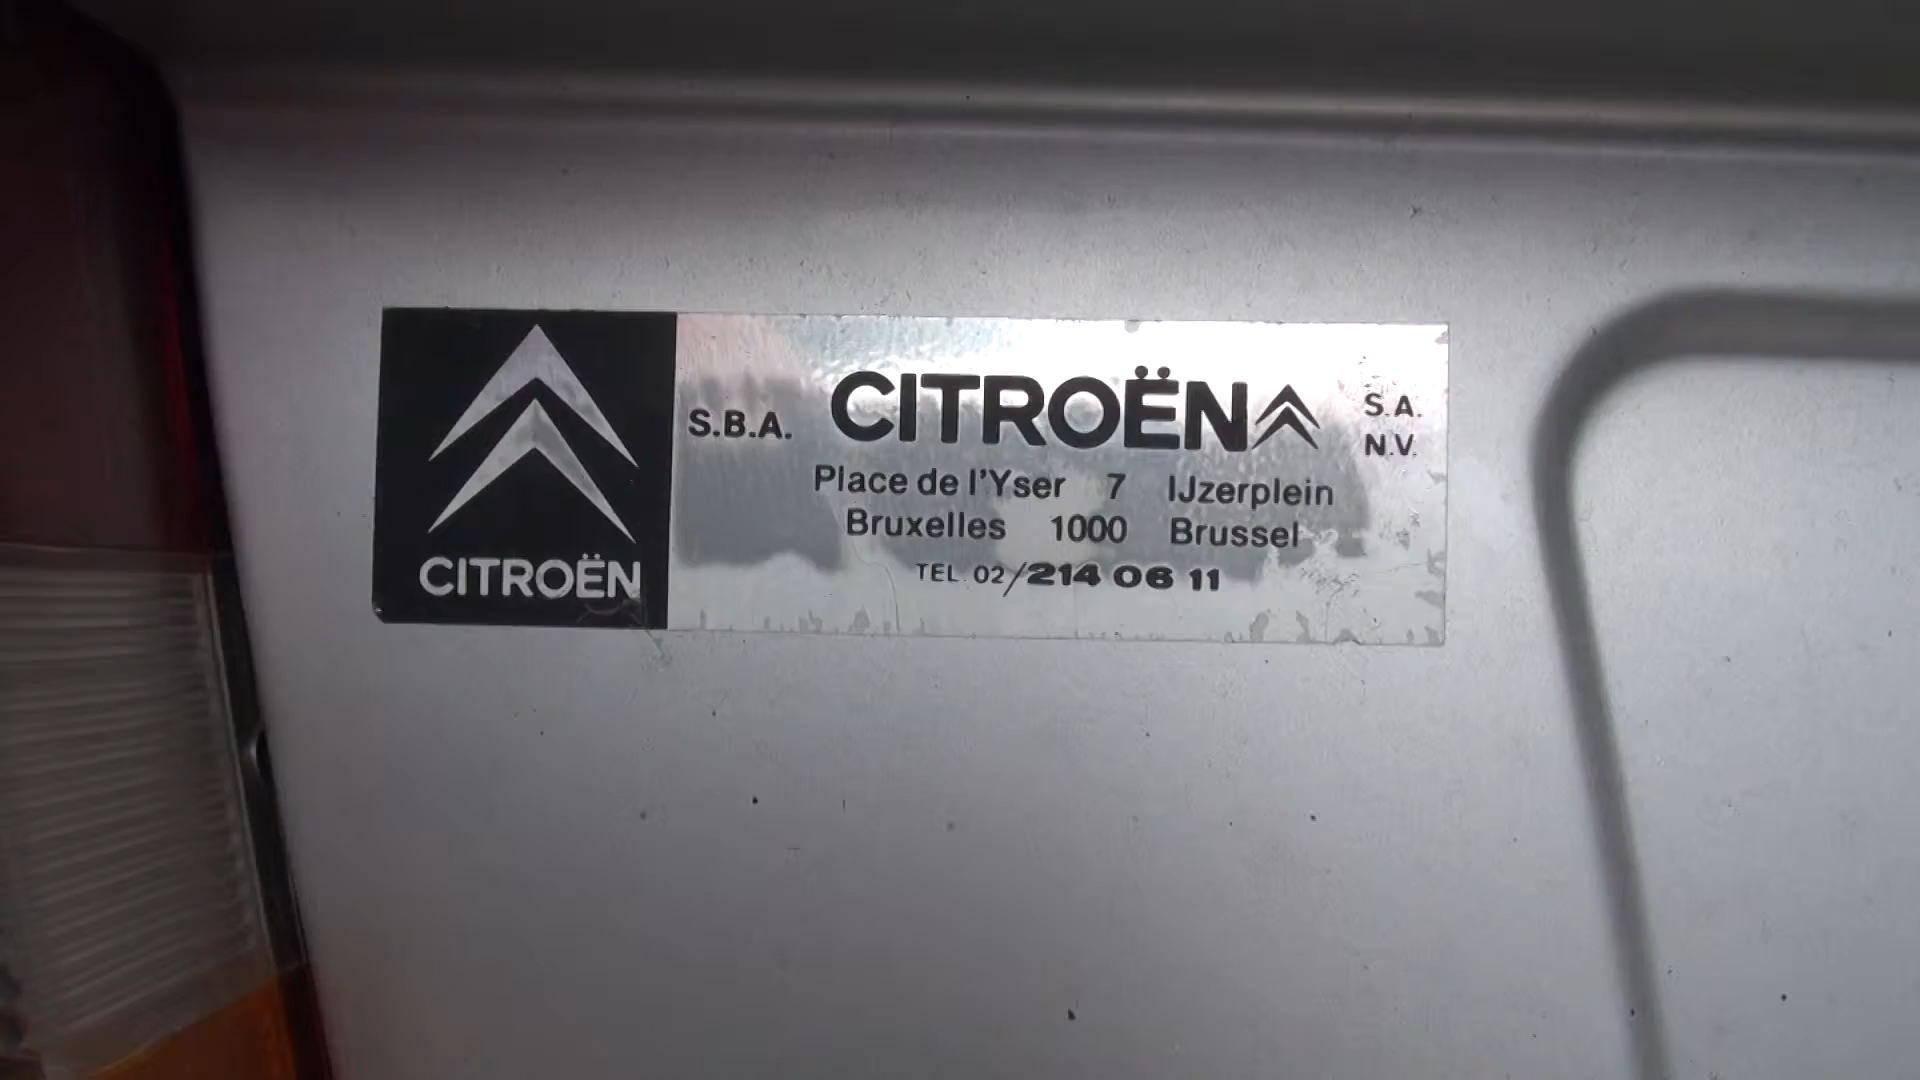 CITROËN
S.B.A. CITROËN S.A.
N.V.
Place de l'Yser 7 IJzerplein
Bruxelles 1000 Brussel
TEL. 02/214 06 11